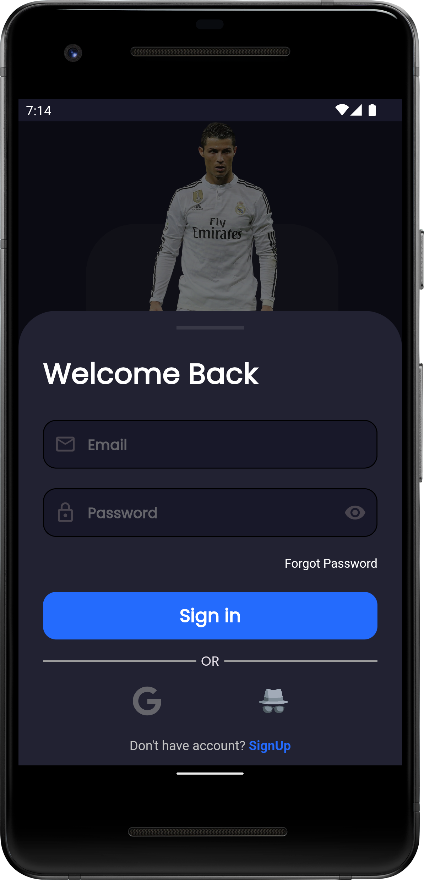 7:14
Fly
Emirates
Welcome Back
Email
Password
Forgot Password
Sign in
OR
G
Don't have account? SignUp